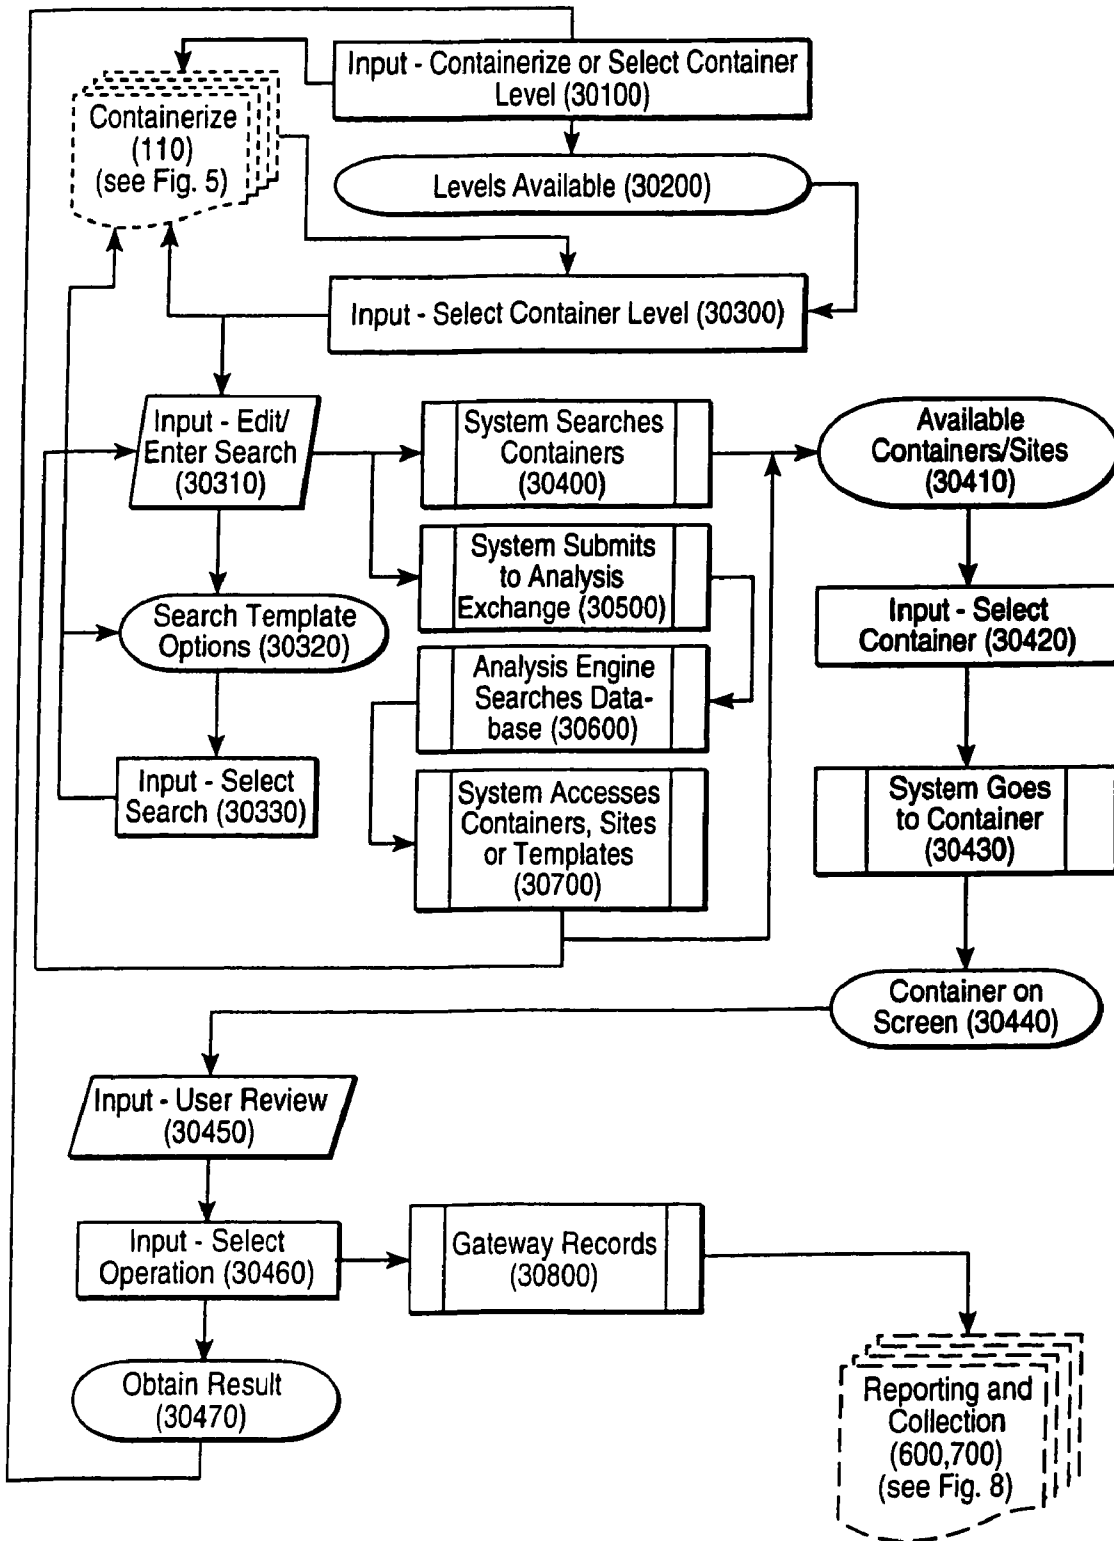 Input - Containerize or Select Container
Level (30100)
Containerize
(110)
(see Fig. 5)
Levels Available (30200)
Input - Select Container Level (30300)
Input - Edit/
Enter Search
(30310)
System Searches
Containers
(30400)
Available
Containers/Sites
(30410)
System Submits
to Analysis
Exchange (30500)
Search Template
Options (30320)
Input - Select
Container (30420)
Analysis Engine
Searches Data-
base (30600)
Input - Select
Search (30330)
System Accesses
Containers, Sites
or Templates
(30700)
System Goes
to Container
(30430)
Container on
Screen (30440)
Input - User Review
(30450)
Input - Select
Operation (30460)
Gateway Records
(30800)
Obtain Result
(30470)
Reporting and
Collection
(600,700)
(see Fig. 8)